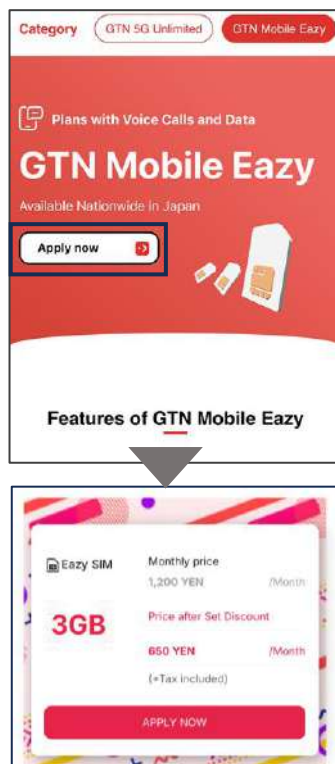 Category
GTN 5G Unlimited
GTN Mobile Eazy
Plans with Voice Calls and Data
GTN Mobile Eazy
Available Nationwide in Japan
Apply now
Features of GTN Mobile Eazy
Eazy SIM
Monthly price
1,200 YEN /Month
3GB
Price after Set Discount
650 YEN /Month
(*Tax included)
APPLY NOW